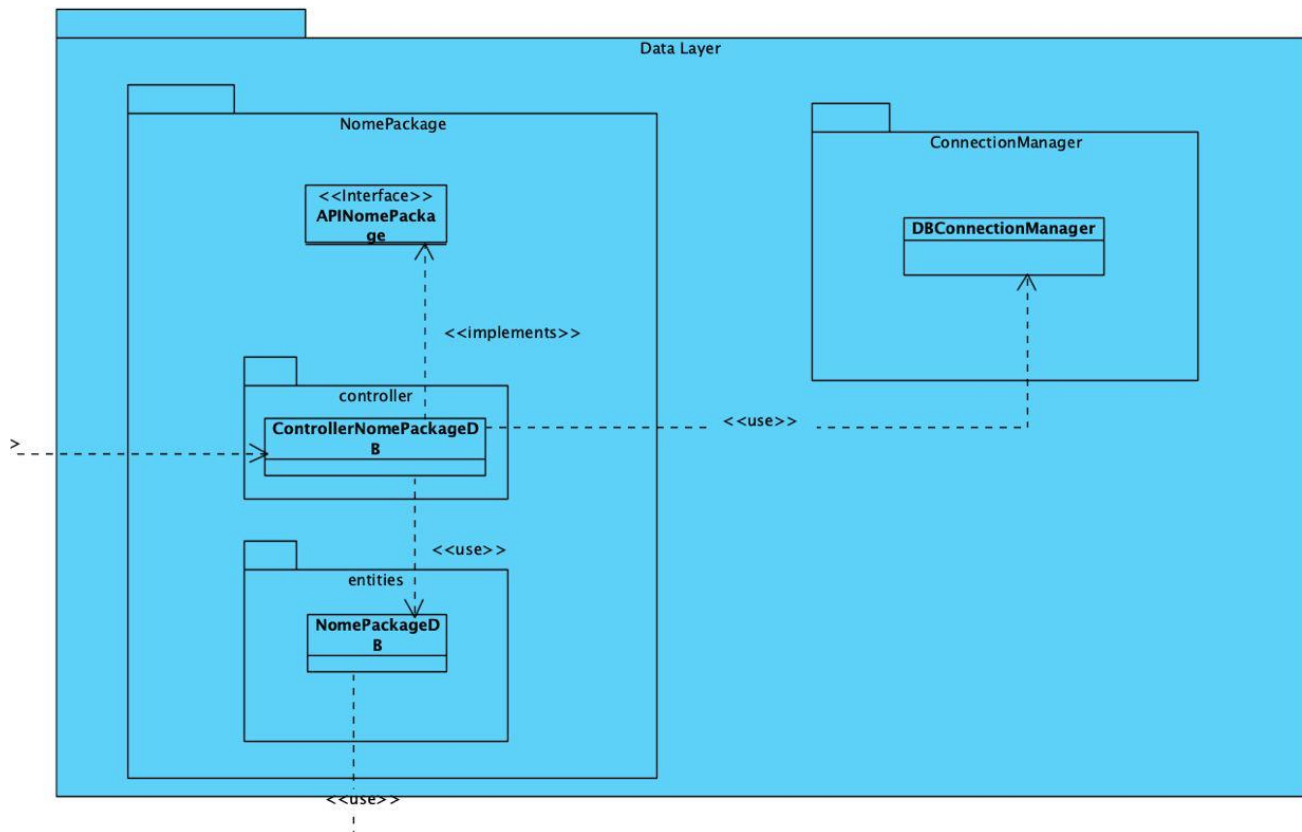 Data Layer
NomePackage
ConnectionManager
<<Interface>>
APINomePacka
ge
DBConnectionManager
<<implements>>
controller
ControllerNomePackageD
B
<<use>>
>
<<use>>
entities
NomePackageD
B
<<use>>